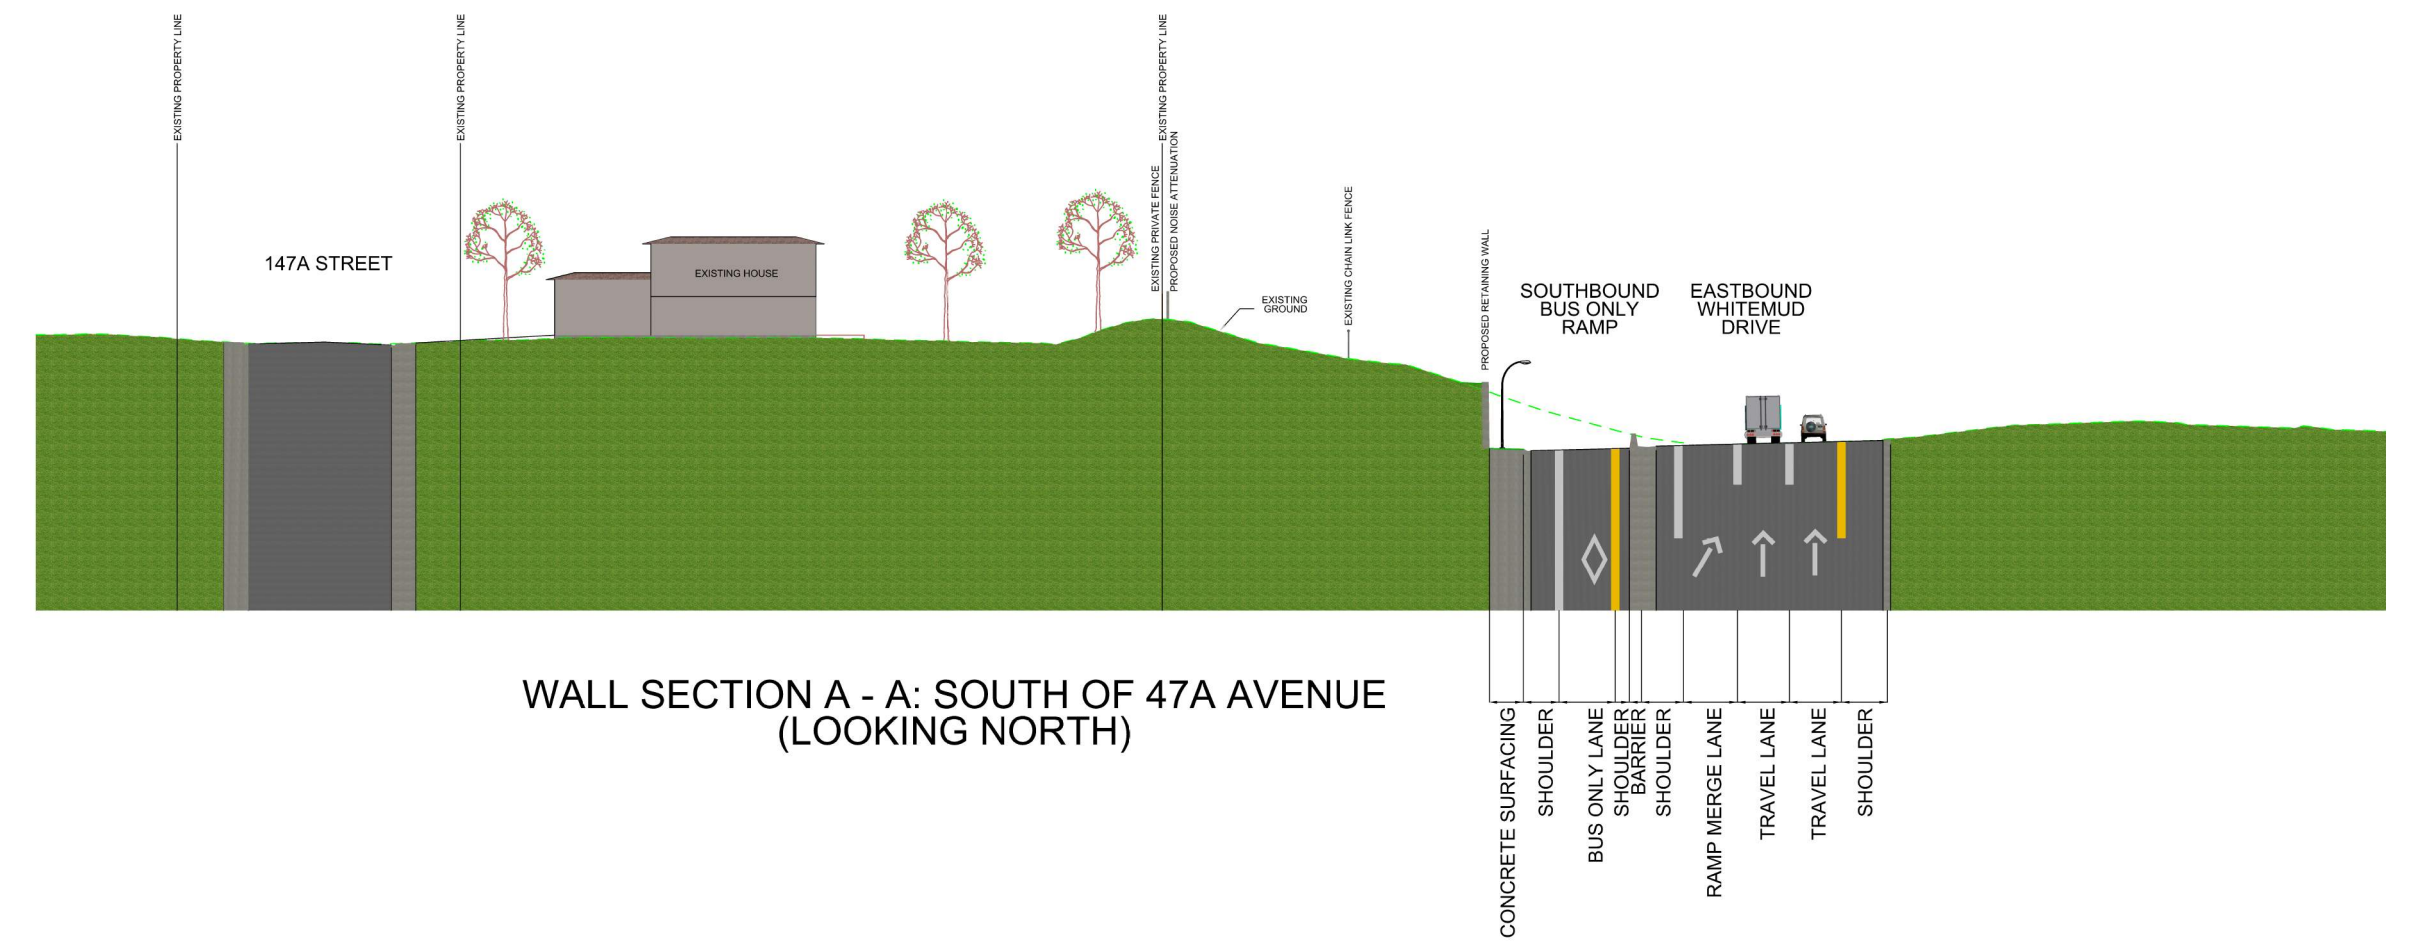 EXISTING PROPERTY LINE
EXISTING PROPERTY LINE
EXISTING PROPERTY LINE
EXISTING PRIVATE FENCE
PROPOSED NOISE ATTENUATION
EXISTING CHAIN LINK FENCE
PROPOSED RETAINING WALL
147A STREET
EXISTING HOUSE
EXISTING
GROUND
SOUTHBOUND
BUS ONLY
RAMP
EASTBOUND
WHITEMUD
DRIVE
WALL SECTION A - A: SOUTH OF 47A AVENUE
(LOOKING NORTH)
CONCRETE SURFACING
SHOULDER
BUS ONLY LANE
SHOULDER
BARRIER
SHOULDER
RAMP MERGE LANE
TRAVEL LANE
TRAVEL LANE
SHOULDER